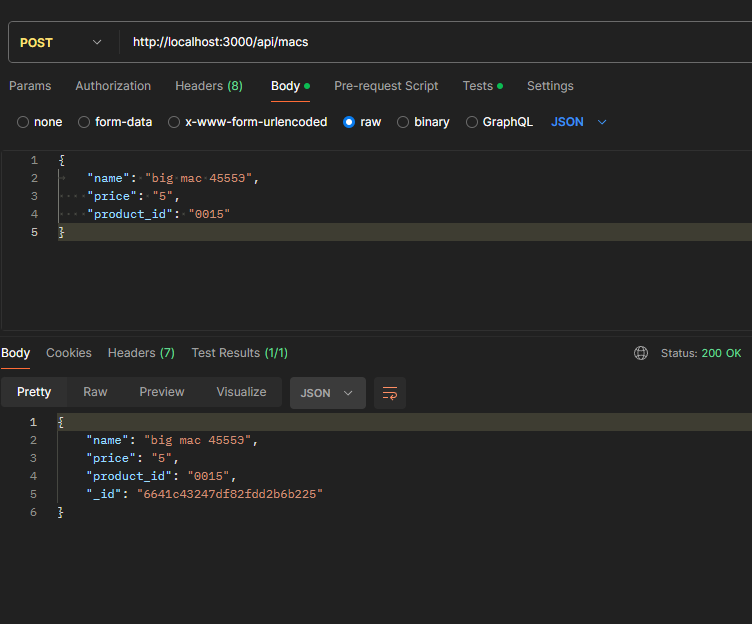 POST http://localhost:3000/api/macs
Params Authorization Headers (8) Body Pre-request Script Tests Settings
none form-data x-www-form-urlencoded raw binary GraphQL JSON
1 {
2 "name": "big mac 45553",
3 "price": "5",
4 "product_id": "0015"
5 }
Body Cookies Headers (7) Test Results (1/1) Status: 200 OK
Pretty Raw Preview Visualize JSON
1 {
2 "name": "big mac 45553",
3 "price": "5",
4 "product_id": "0015",
5 "_id": "6641c43247df82fdd2b6b225"
6 }